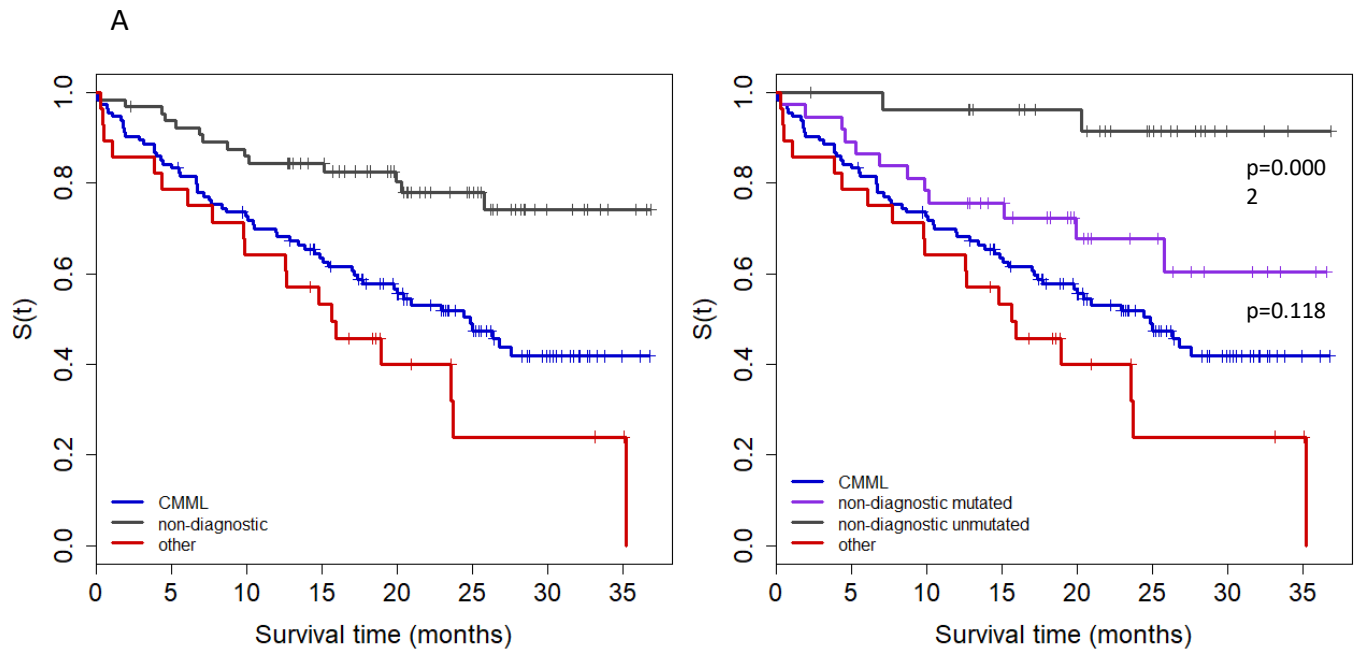 A
S(t)
1.0
0.8
0.6
0.4
0.2
0.0
CMML
non-diagnostic
other
0 5 10 15 20 25 30 35
Survival time (months)
S(t)
1.0
0.8
0.6
0.4
0.2
0.0
p=0.000
2
p=0.118
CMML
non-diagnostic mutated
non-diagnostic unmutated
other
0 5 10 15 20 25 30 35
Survival time (months)